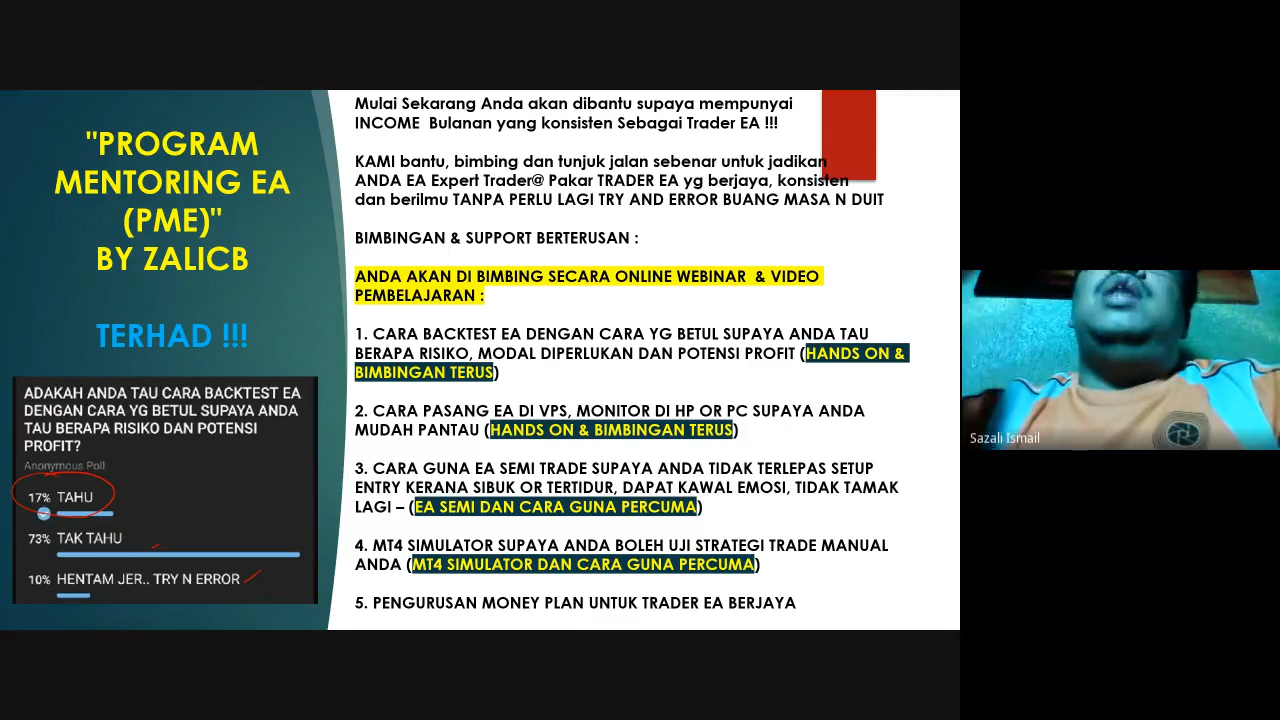 "PROGRAM
MENTORING EA
(PME)"
BY ZALICB
TERHAD !!!
ADAKAH ANDA TAU CARA BACKTEST EA
DENGAN CARA YG BETUL SUPAYA ANDA
TAU BERAPA RISIKO DAN POTENSI
PROFIT?
Anonymous Poll
17% TAHU
73% TAK TAHU
10% HENTAM JER.. TRY N ERROR
Mulai Sekarang Anda akan dibantu supaya mempunyai
INCOME Bulanan yang konsisten Sebagai Trader EA !!!
KAMI bantu, bimbing dan tunjuk jalan sebenar untuk jadikan
ANDA EA Expert Trader@ Pakar TRADER EA yg berjaya, konsisten
dan berilmu TANPA PERLU LAGI TRY AND ERROR BUANG MASA N DUIT
BIMBINGAN & SUPPORT BERTERUSAN :
ANDA AKAN DI BIMBING SECARA ONLINE WEBINAR & VIDEO
PEMBELAJARAN :
1. CARA BACKTEST EA DENGAN CARA YG BETUL SUPAYA ANDA TAU
BERAPA RISIKO, MODAL DIPERLUKAN DAN POTENSI PROFIT (HANDS ON &
BIMBINGAN TERUS)
2. CARA PASANG EA DI VPS, MONITOR DI HP OR PC SUPAYA ANDA
MUDAH PANTAU (HANDS ON & BIMBINGAN TERUS)
3. CARA GUNA EA SEMI TRADE SUPAYA ANDA TIDAK TERLEPAS SETUP
ENTRY KERANA SIBUK OR TERTIDUR, DAPAT KAWAL EMOSI, TIDAK TAMAK
LAGI – (EA SEMI DAN CARA GUNA PERCUMA)
4. MT4 SIMULATOR SUPAYA ANDA BOLEH UJI STRATEGI TRADE MANUAL
ANDA (MT4 SIMULATOR DAN CARA GUNA PERCUMA)
5. PENGURUSAN MONEY PLAN UNTUK TRADER EA BERJAYA
Sazali Ismail